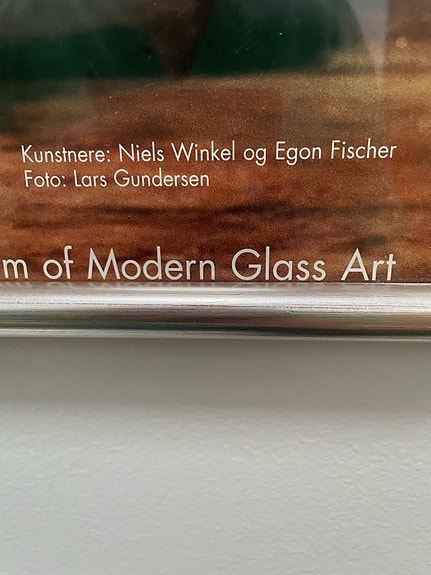 Kunstnere: Niels Winkel og Egon Fischer
Foto: Lars Gundersen
m of Modern Glass Art